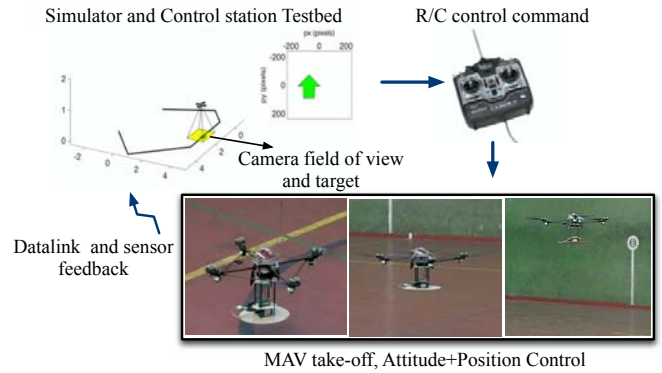 Simulator and Control station Testbed
R/C control command
px (pixels)
-200 0 200
py (pixels)
-200
0
200
2
1
0
-2 0 2 4
4
2
0
Camera field of view
and target
Datalink and sensor
feedback
MAV take-off, Attitude+Position Control